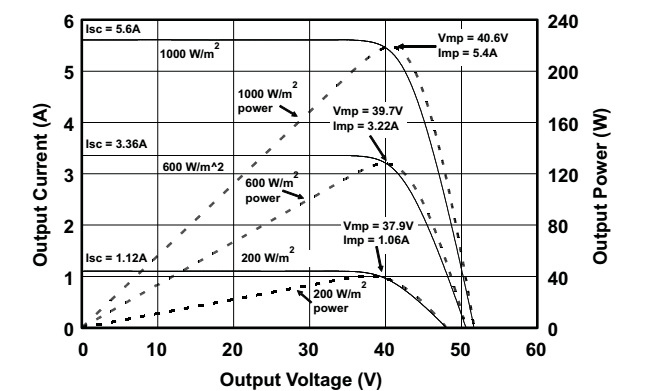 6
240
Isc = 5.6A
Vmp = 40.6V
Imp = 5.4A
1000 W/m2
5
200
1000 W/m2
power
Vmp = 39.7V
Imp = 3.22A
4
160
Isc = 3.36A
600 W/m^2
3
120
600 W/m2
power
2
80
Vmp = 37.9V
Imp = 1.06A
Isc = 1.12A
200 W/m2
1
40
200 W/m2
power
0
0
0
10
20
30
40
50
60
Output Voltage (V)
Output Current (A)
Output Power (W)